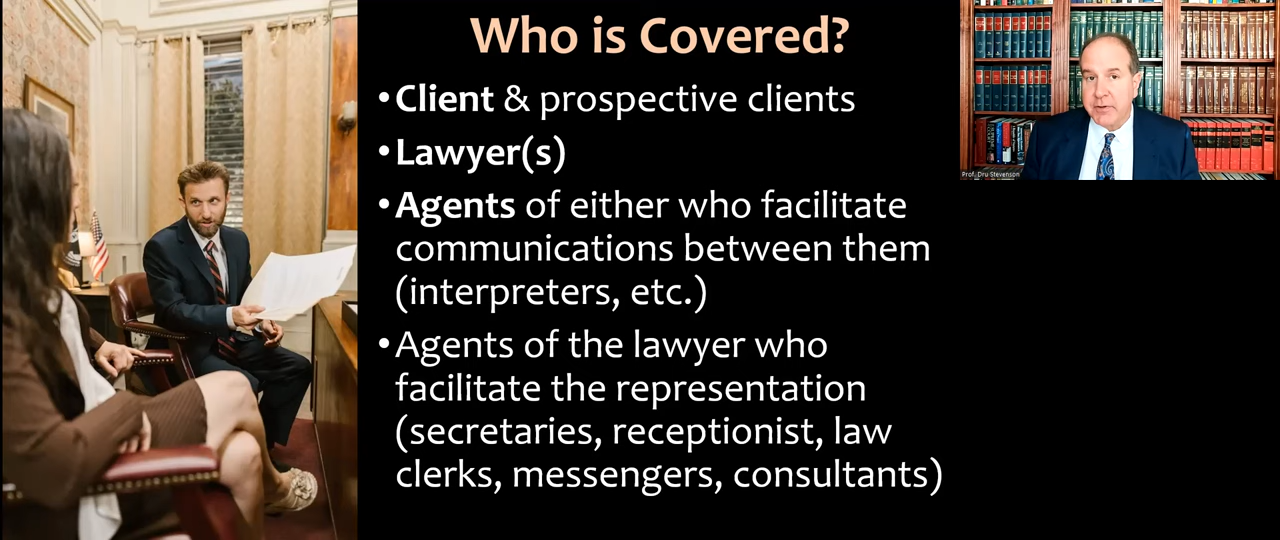 Who is Covered?
•Client & prospective clients
•Lawyer(s)
•Agents of either who facilitate
communications between them
(interpreters, etc.)
•Agents of the lawyer who
facilitate the representation
(secretaries, receptionist, law
clerks, messengers, consultants)
Prof. Dru Stevenson